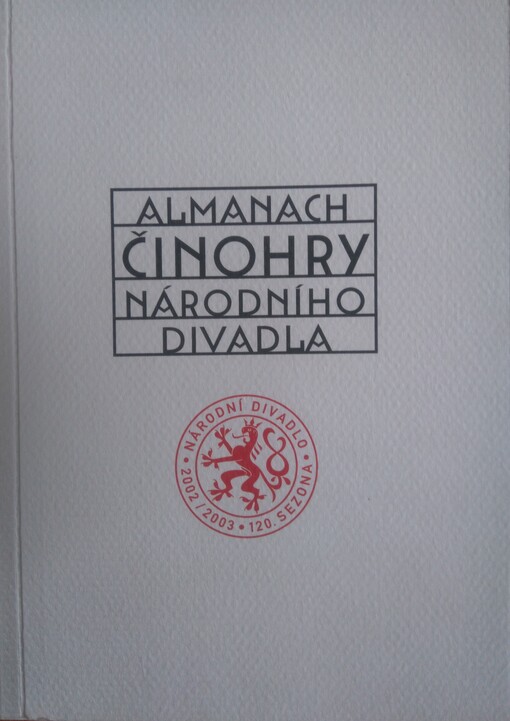 ALMANACH
ČINOHRY
NÁRODNÍHO
DIVADLA
• NÁRODNÍ DIVADLO •
2002/2003 • 120. SEZONA